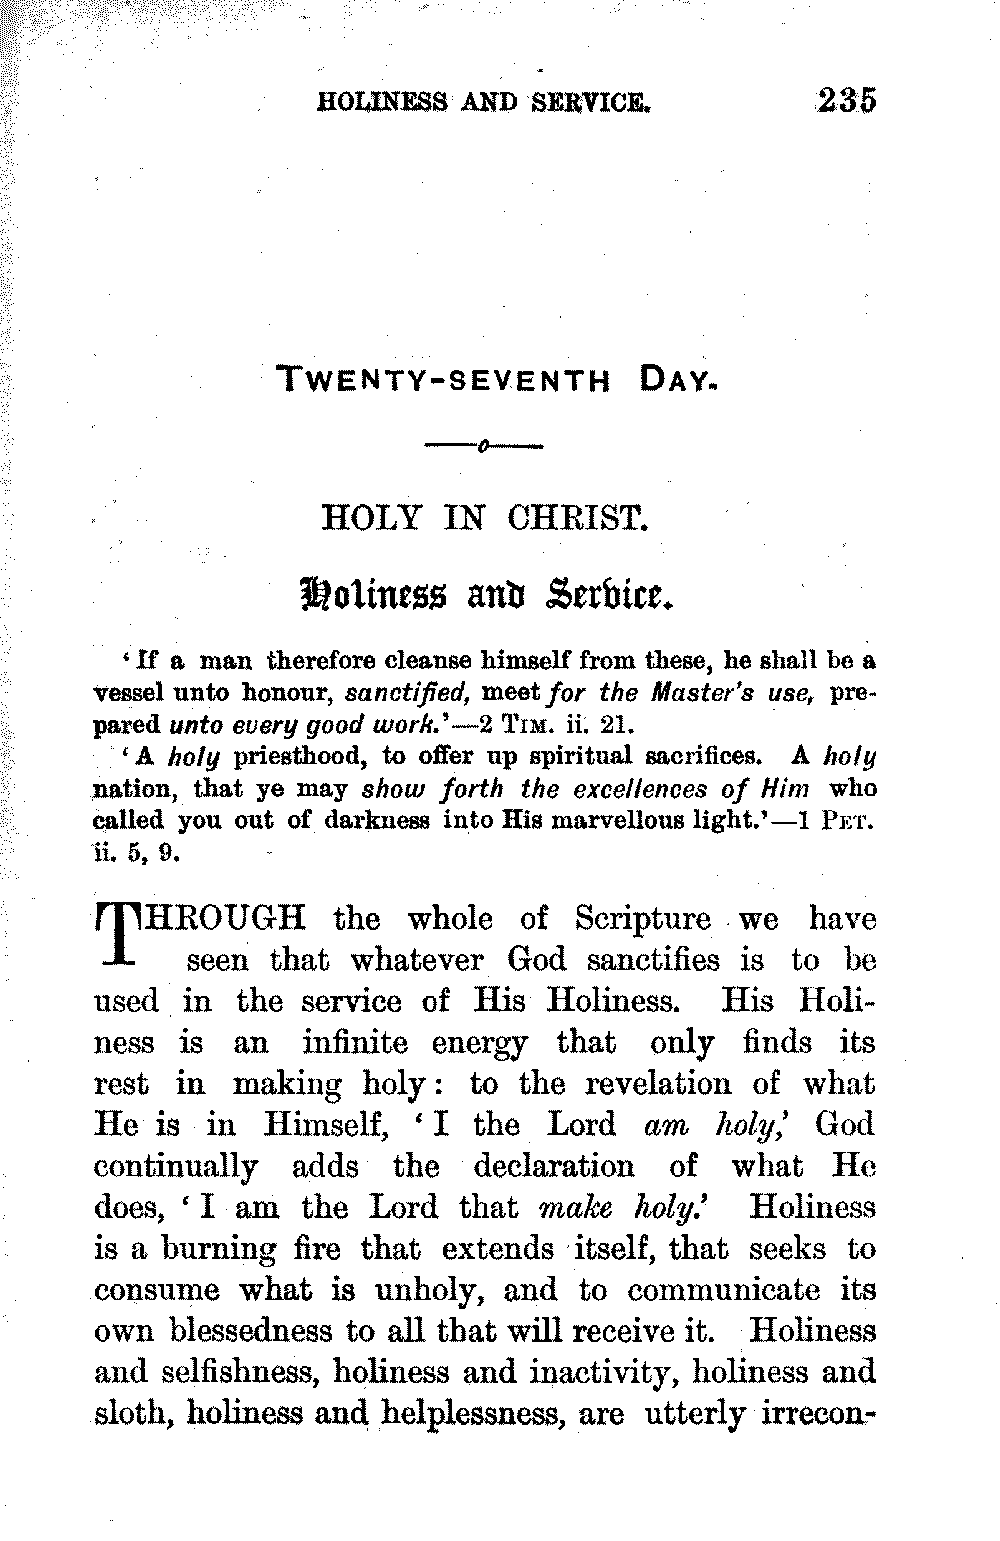 HOLINESS AND SERVICE. 235
TWENTY-SEVENTH DAY.
HOLY IN CHRIST.
Holiness and Service.
‘If a man therefore cleanse himself from these, he shall be a
vessel unto honour, sanctified, meet for the Master's use, pre-
pared unto every good work.’—2 TIM. ii. 21.
‘A holy priesthood, to offer up spiritual sacrifices. A holy
nation, that ye may show forth the excellences of Him who
called you out of darkness into His marvellous light.’—1 PET.
ii. 5, 9.
THROUGH the whole of Scripture we have
seen that whatever God sanctifies is to be
used in the service of His Holiness. His Holi-
ness is an infinite energy that only finds its
rest in making holy: to the revelation of what
He is in Himself, ‘I the Lord am holy,’ God
continually adds the declaration of what He
does, ‘I am the Lord that make holy.’ Holiness
is a burning fire that extends itself, that seeks to
consume what is unholy, and to communicate its
own blessedness to all that will receive it. Holiness
and selfishness, holiness and inactivity, holiness and
sloth, holiness and helplessness, are utterly irrecon-